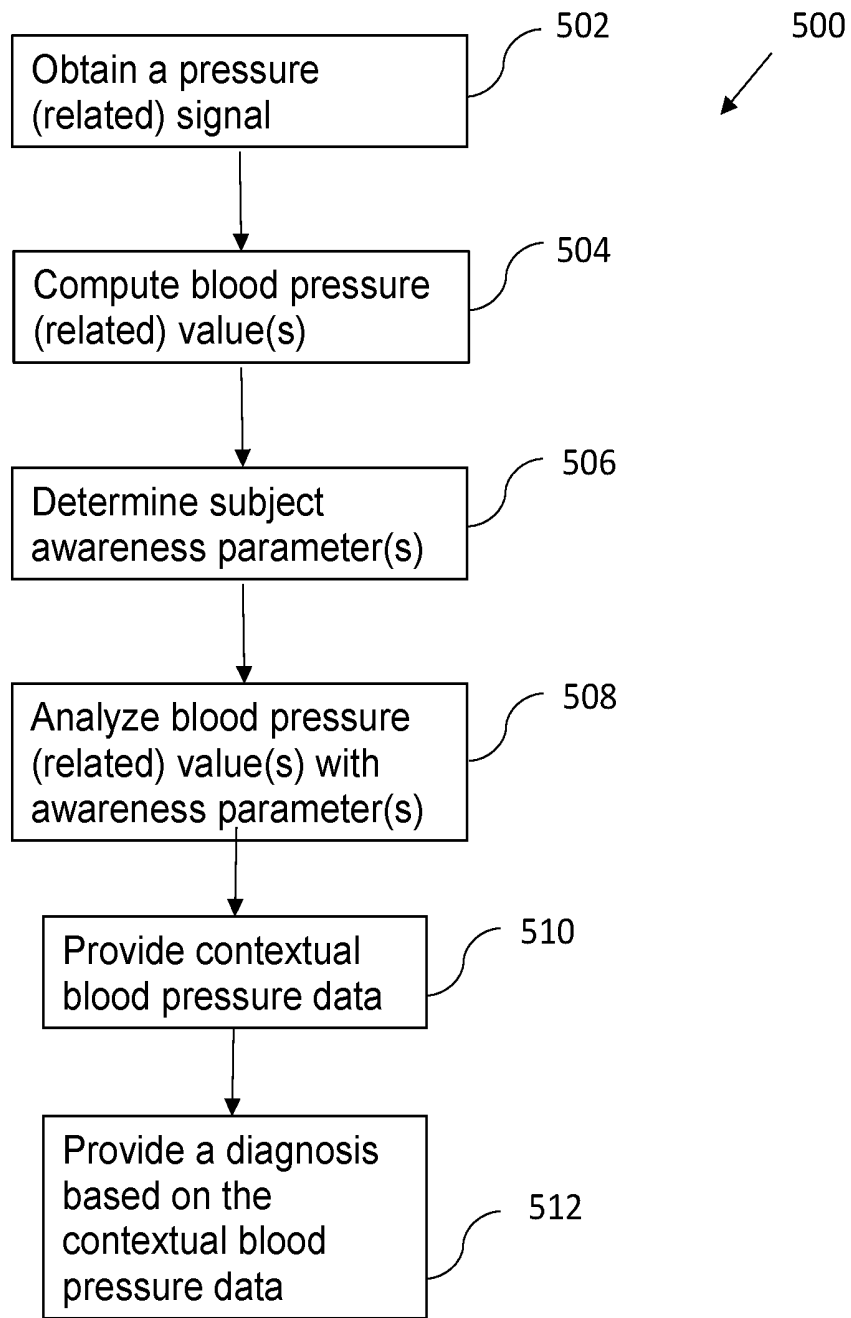 502
500
Obtain a pressure
(related) signal
504
Compute blood pressure
(related) value(s)
506
Determine subject
awareness parameter(s)
508
Analyze blood pressure
(related) value(s) with
awareness parameter(s)
510
Provide contextual
blood pressure data
Provide a diagnosis
based on the
contextual blood
pressure data
512